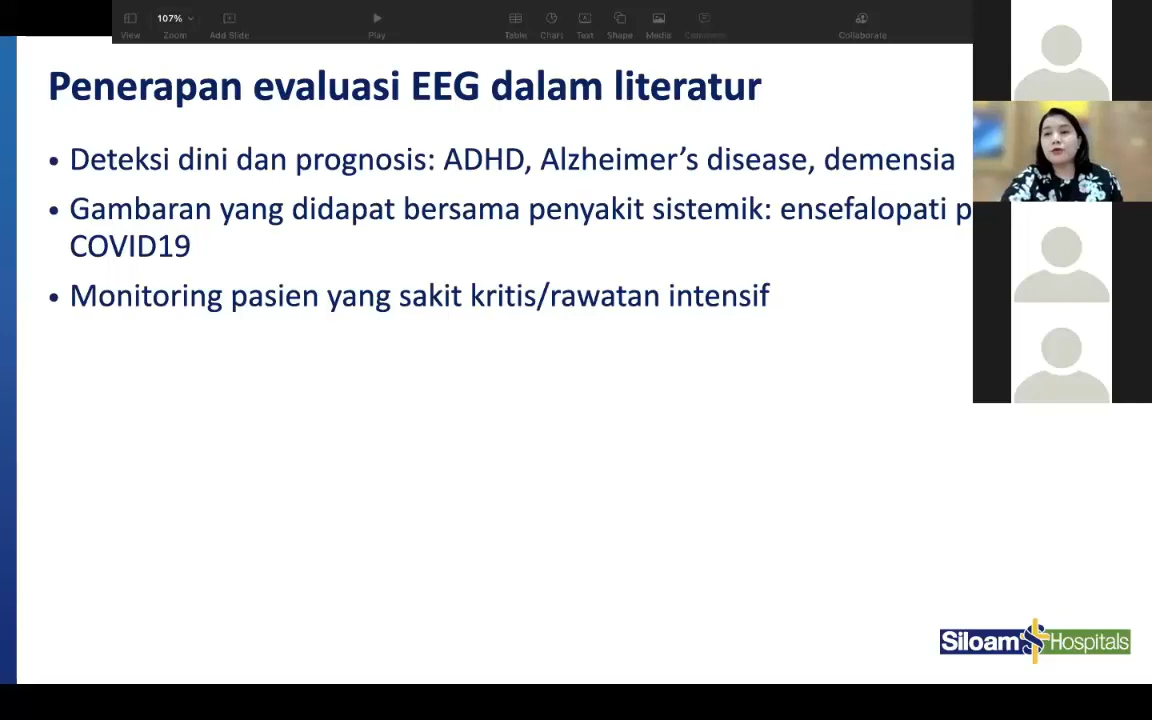 107%
View
Zoom
Add Slide
Play
Table
Chart
Text
Shape
Media
Comment
Collaborate
Penerapan evaluasi EEG dalam literatur
• Deteksi dini dan prognosis: ADHD, Alzheimer’s disease, demensia
• Gambaran yang didapat bersama penyakit sistemik: ensefalopati p
COVID19
• Monitoring pasien yang sakit kritis/rawatan intensif
Siloam Hospitals